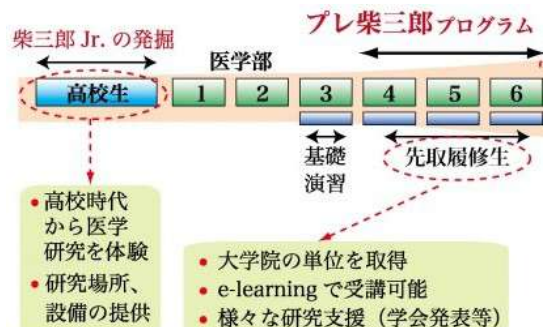 柴三郎 Jr. の発掘
プレ柴三郎プログラム
医学部
高校生
1
2
3
4
5
6
基礎
演習
先取履修生
• 高校時代
から医学
研究を体験
• 研究場所、
設備の提供
• 大学院の単位を取得
• e-learning で受講可能
• 様々な研究支援（学会発表等）